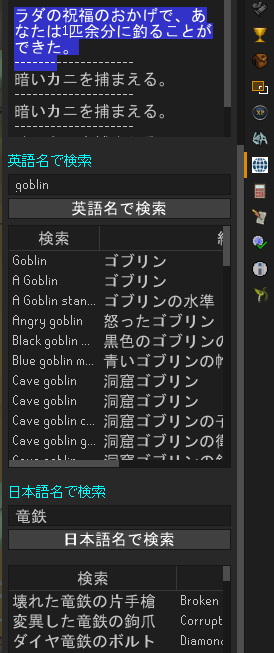 ラダの祝福のおかげで、あ
なたは1匹余分に釣ることが
できた。
--------------------
暗いカニを捕まえる。
--------------------
暗いカニを捕まえる。
--------------------
英語名で検索
goblin
英語名で検索
検索
Goblin ゴブリン
A Goblin ゴブリン
A Goblin stan... ゴブリンの水準
Angry goblin 怒ったゴブリン
Black goblin ... 黒色のゴブリンの
Blue goblin m... 青いゴブリンの
Cave goblin 洞窟ゴブリン
Cave goblin 洞窟ゴブリン
Cave goblin c... 洞窟ゴブリンの
Cave goblin g... 洞窟ゴブリンの
日本語名で検索
竜鉄
日本語名で検索
検索
壊れた竜鉄の片手槍 Broken
変異した竜鉄の鉤爪 Corrupt
ダイヤ竜鉄のボルト Diamon
XP